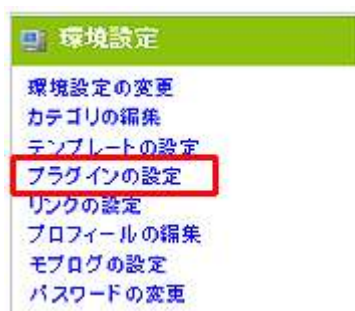 環境設定
環境設定の変更
カテゴリの編集
テンプレートの設定
プラグインの設定
リンクの設定
プロフィールの編集
モブログの設定
パスワードの変更